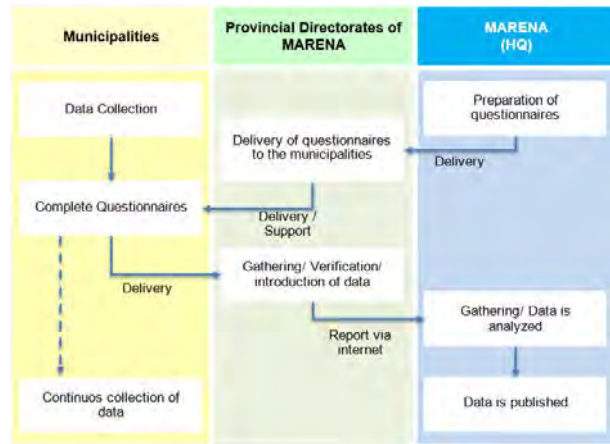 Municipalities
Provincial Directorates of
MARENA
MARENA
(HQ)
Data Collection
Preparation of
questionnaires
Delivery of questionnaires
to the municipalities
Delivery
Complete Questionnaires
Delivery /
Support
Gathering/ Verification/
introduction of data
Delivery
Gathering/ Data is
analyzed
Report via
internet
Continuos collection of
data
Data is published